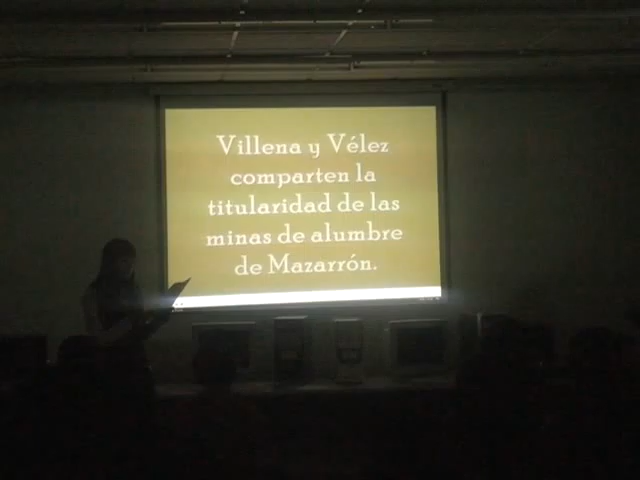 Villena y Vélez
comparten la
titularidad de las
minas de alumbre
de Mazarrón.